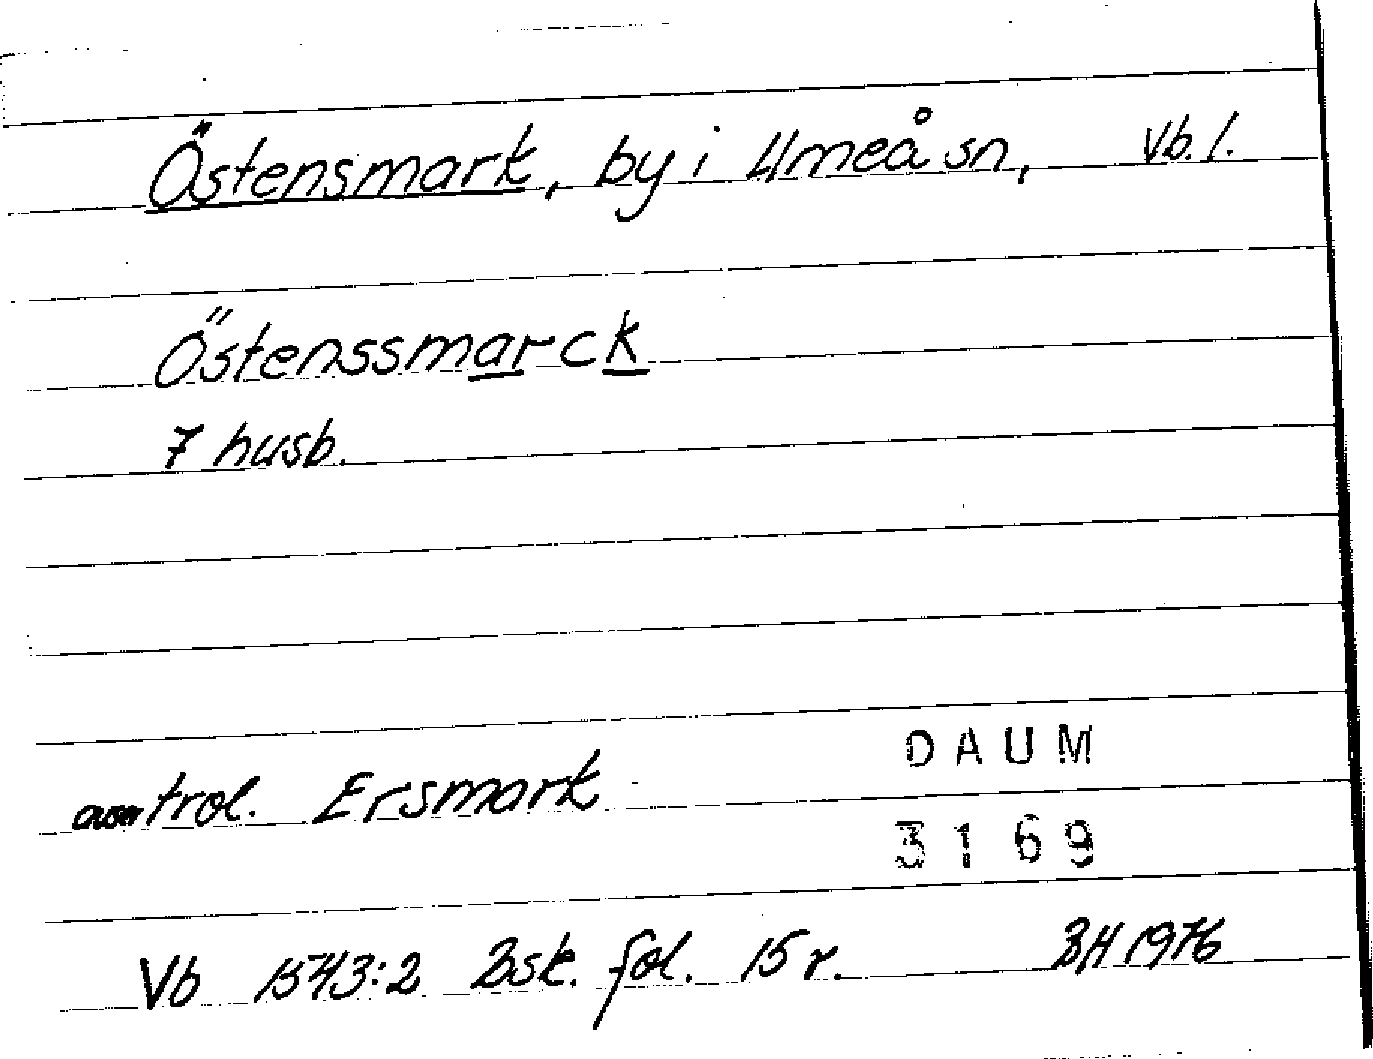 Östensmark, by i Umeå sn, Vb. l.
Östenssmarck
7 husb.
DAUM
trol. Ersmark
3169
Vb 1543:2 Bsk. fol. 15 r. BH 1976